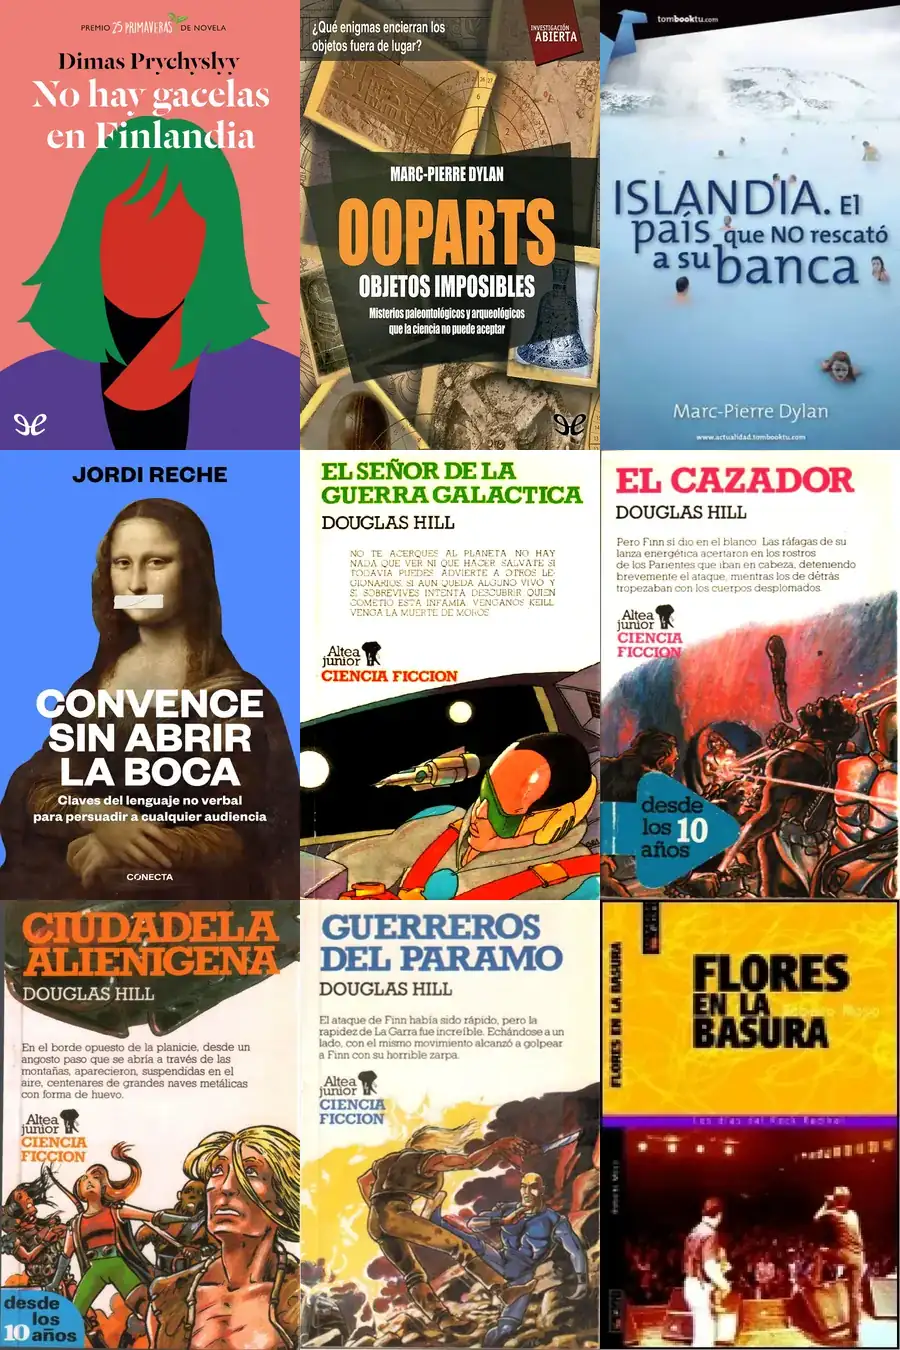 PREMIO 25 PRIMAVERAS DE NOVELA
Dimas Prychyslyy
No hay gacelas
en Finlandia
¿Qué enigmas encierran los
objetos fuera de lugar?
INVESTIGACIÓN
ABIERTA
MARC-PIERRE DYLAN
OOPARTS
OBJETOS IMPOSIBLES
Misterios paleontológicos y arqueológicos
que la ciencia no puede aceptar
tombooktu.com
ISLANDIA. El
país que NO rescató
a su banca
Marc-Pierre Dylan
www.actualidad.tombooktu.com
JORDI RECHE
CONVENCE
SIN ABRIR
LA BOCA
Claves del lenguaje no verbal
para persuadir a cualquier audiencia
CONECTA
EL SEÑOR DE LA
GUERRA GALACTICA
DOUGLAS HILL
NO TE ACERQUES AL PLANETA. NO HAY
NADA QUE VER NI QUE HACER. SALVATE SI
TODAVIA PUEDES. ADVIERTE A OTROS LE-
GIONARIOS. SI AUN QUEDA ALGUNO VIVO Y
SI SOBREVIVES INTENTA DESCUBRIR QUIEN
COMETIO ESTA INFAMIA. VENGANOS KEILL.
VENGA LA MUERTE DE MOROS.
Altea
junior
CIENCIA FICCION
EL CAZADOR
DOUGLAS HILL
Pero Finn sí dio en el blanco. Las ráfagas de su
lanza energética acertaron en los rostros
de los Parientes que iban en cabeza, deteniendo
brevemente el ataque, mientras los de detrás
tropezaban con los cuerpos desplomados.
Altea
junior
CIENCIA
FICCION
desde
los 10
años
CIUDADELA
ALIENIGENA
DOUGLAS HILL
En el borde opuesto de la planicie, desde un
angosto paso que se abría a través de las
montañas, aparecieron, suspendidas en el
aire, centenares de grandes naves metálicas
con forma de huevo.
Altea
junior
CIENCIA
FICCION
desde
los
10 años
GUERREROS
DEL PARAMO
DOUGLAS HILL
El ataque de Finn había sido rápido, pero la
rapidez de La Garra fue increíble. Echándose a un
lado, con el mismo movimiento alcanzó a golpear
a Finn con su horrible zarpa.
Altea
junior
CIENCIA
FICCION
FLORES EN LA BASURA
FLORES
EN LA
BASURA
Los días del Rock Radikal